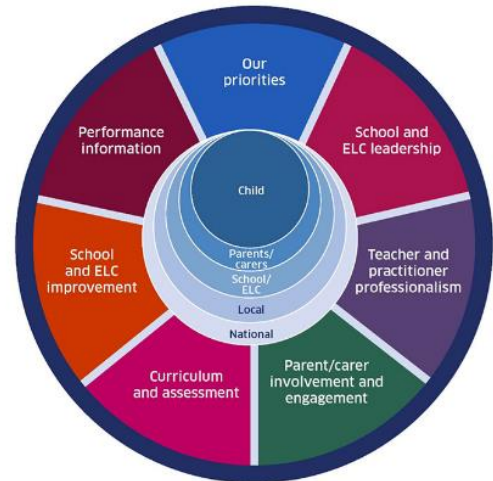 Our
priorities
School and
ELC leadership
Teacher and
practitioner
professionalism
Parent/carer
involvement and
engagement
Curriculum
and assessment
School
and ELC
improvement
Performance
information
Child
Parents/
carers
School/
ELC
Local
National